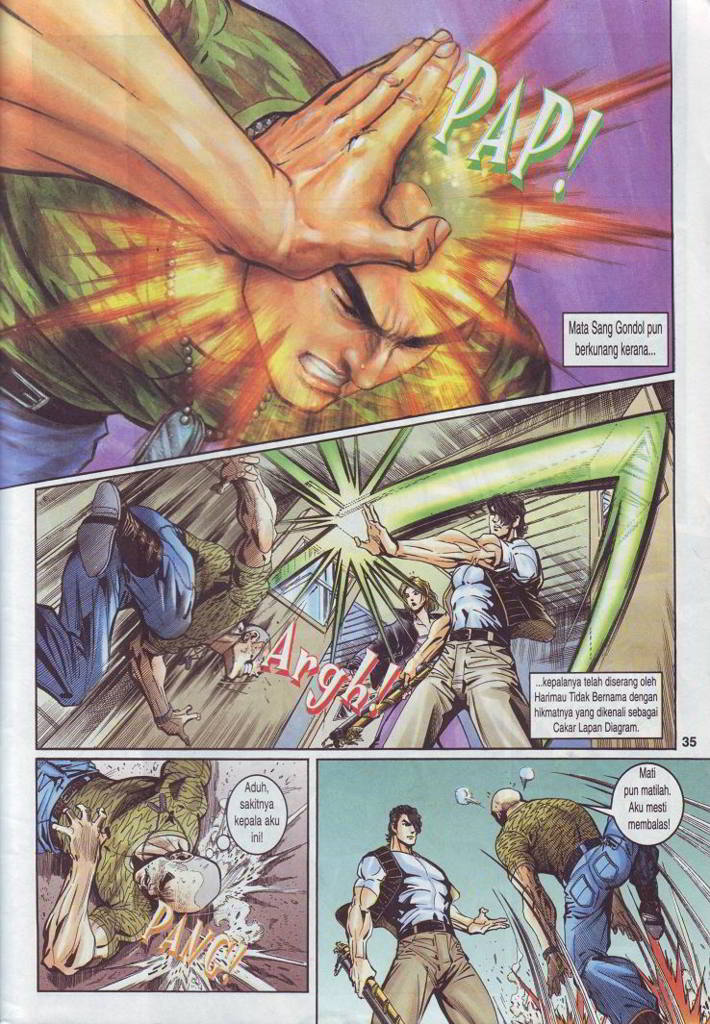 PAP!
Mata Sang Gondol pun
berkunang kerana...
Argh!
...kepalanya telah diserang oleh
Harimau Tidak Bernama dengan
hikmatnya yang dikenali sebagai
Cakar Lapan Diagram.
35
Aduh,
sakitnya
kepala aku
ini!
PANG!
Mati
pun matilah.
Aku mesti
membalas!